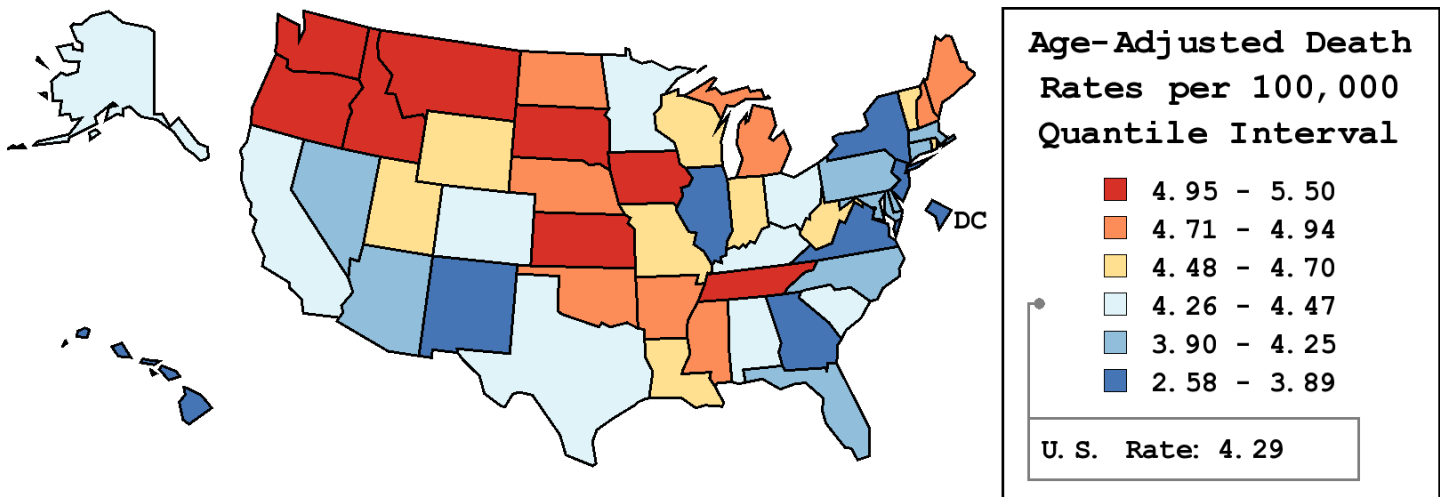 DC
Age-Adjusted Death
Rates per 100,000
Quantile Interval
4.95 - 5.50
4.71 - 4.94
4.48 - 4.70
4.26 - 4.47
3.90 - 4.25
2.58 - 3.89
U.S. Rate: 4.29